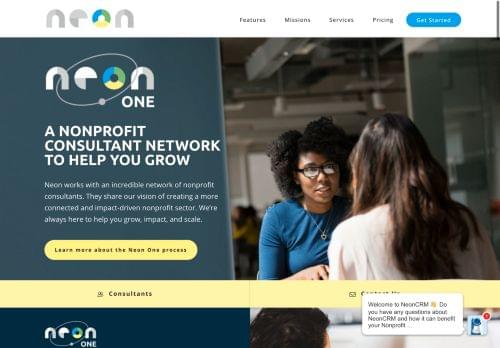 neon
Features Missions Services Pricing Get Started
neon
ONE
A NONPROFIT
CONSULTANT NETWORK
TO HELP YOU GROW
Neon works with an incredible network of nonprofit
consultants. They share our vision of creating a more
connected and impact-driven nonprofit sector. We're
always here to help you grow, impact, and scale.
Learn more about the Neon One process
Consultants
Contact Us
Welcome to NeonCRM 👋 Do
you have any questions about
NeonCRM and how it can benefit
your Nonprofit ...
neon
ONE